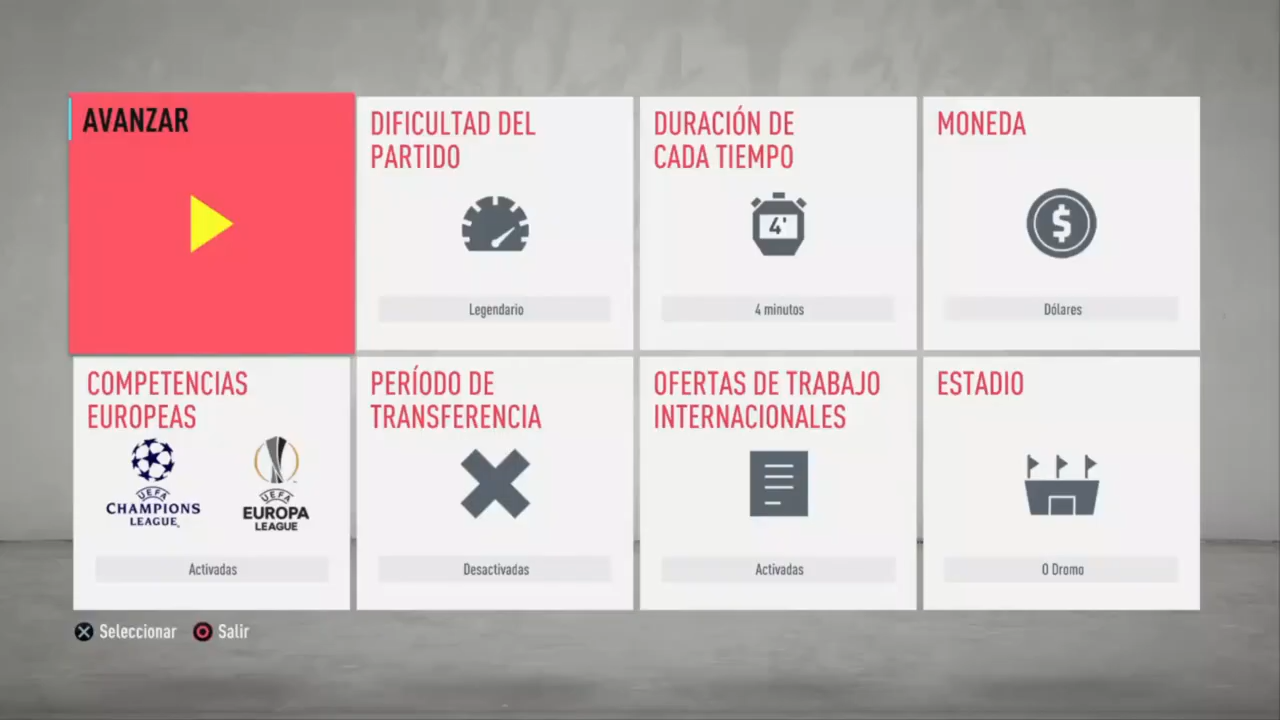 AVANZAR
DIFICULTAD DEL
PARTIDO
Legendario
DURACIÓN DE
CADA TIEMPO
4'
4 minutos
MONEDA
$
Dólares
COMPETENCIAS
EUROPEAS
UEFA
CHAMPIONS
LEAGUE
UEFA
EUROPA
LEAGUE
Activadas
PERÍODO DE
TRANSFERENCIA
Desactivadas
OFERTAS DE TRABAJO
INTERNACIONALES
Activadas
ESTADIO
O Dromo
Seleccionar
Salir